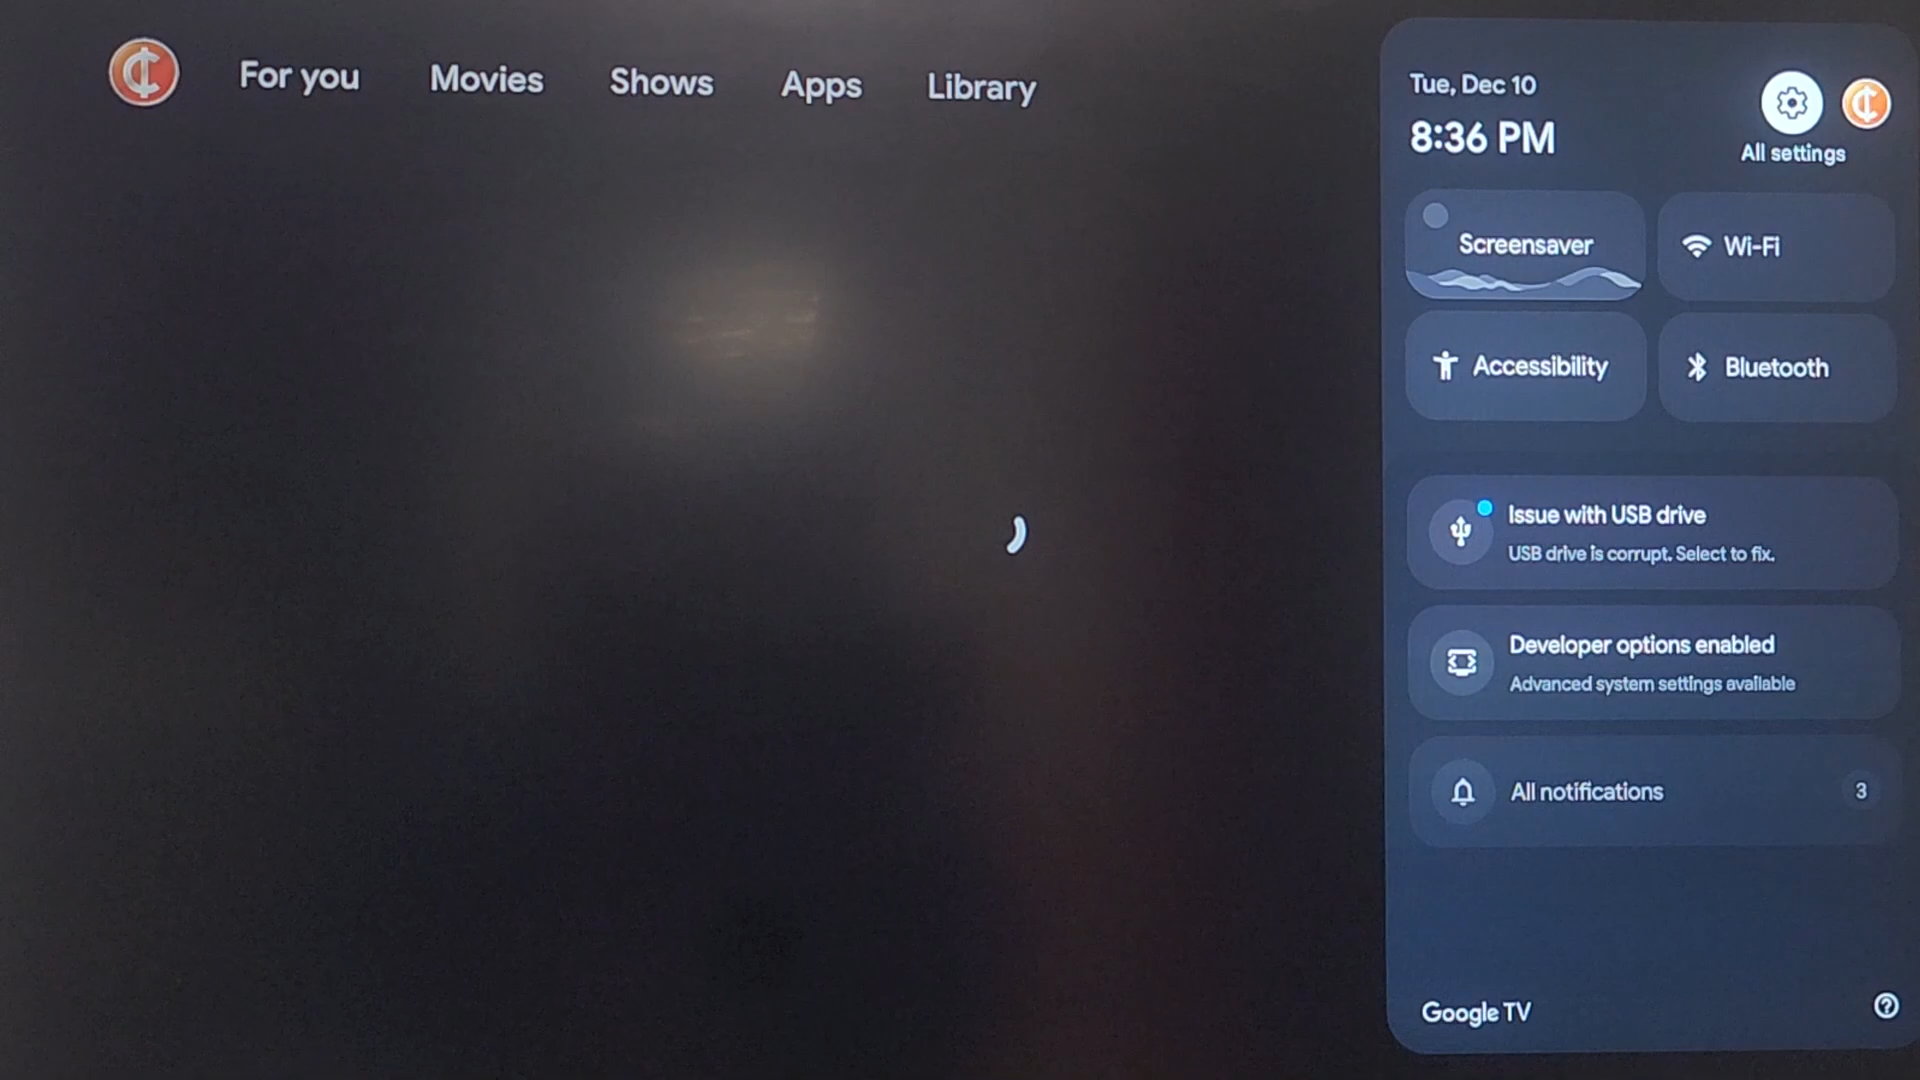 For you
Movies
Shows
Apps
Library
Tue, Dec 10
8:36 PM
All settings
Screensaver
Wi-Fi
Accessibility
Bluetooth
Issue with USB drive
USB drive is corrupt. Select to fix.
Developer options enabled
Advanced system settings available
All notifications
3
Google TV